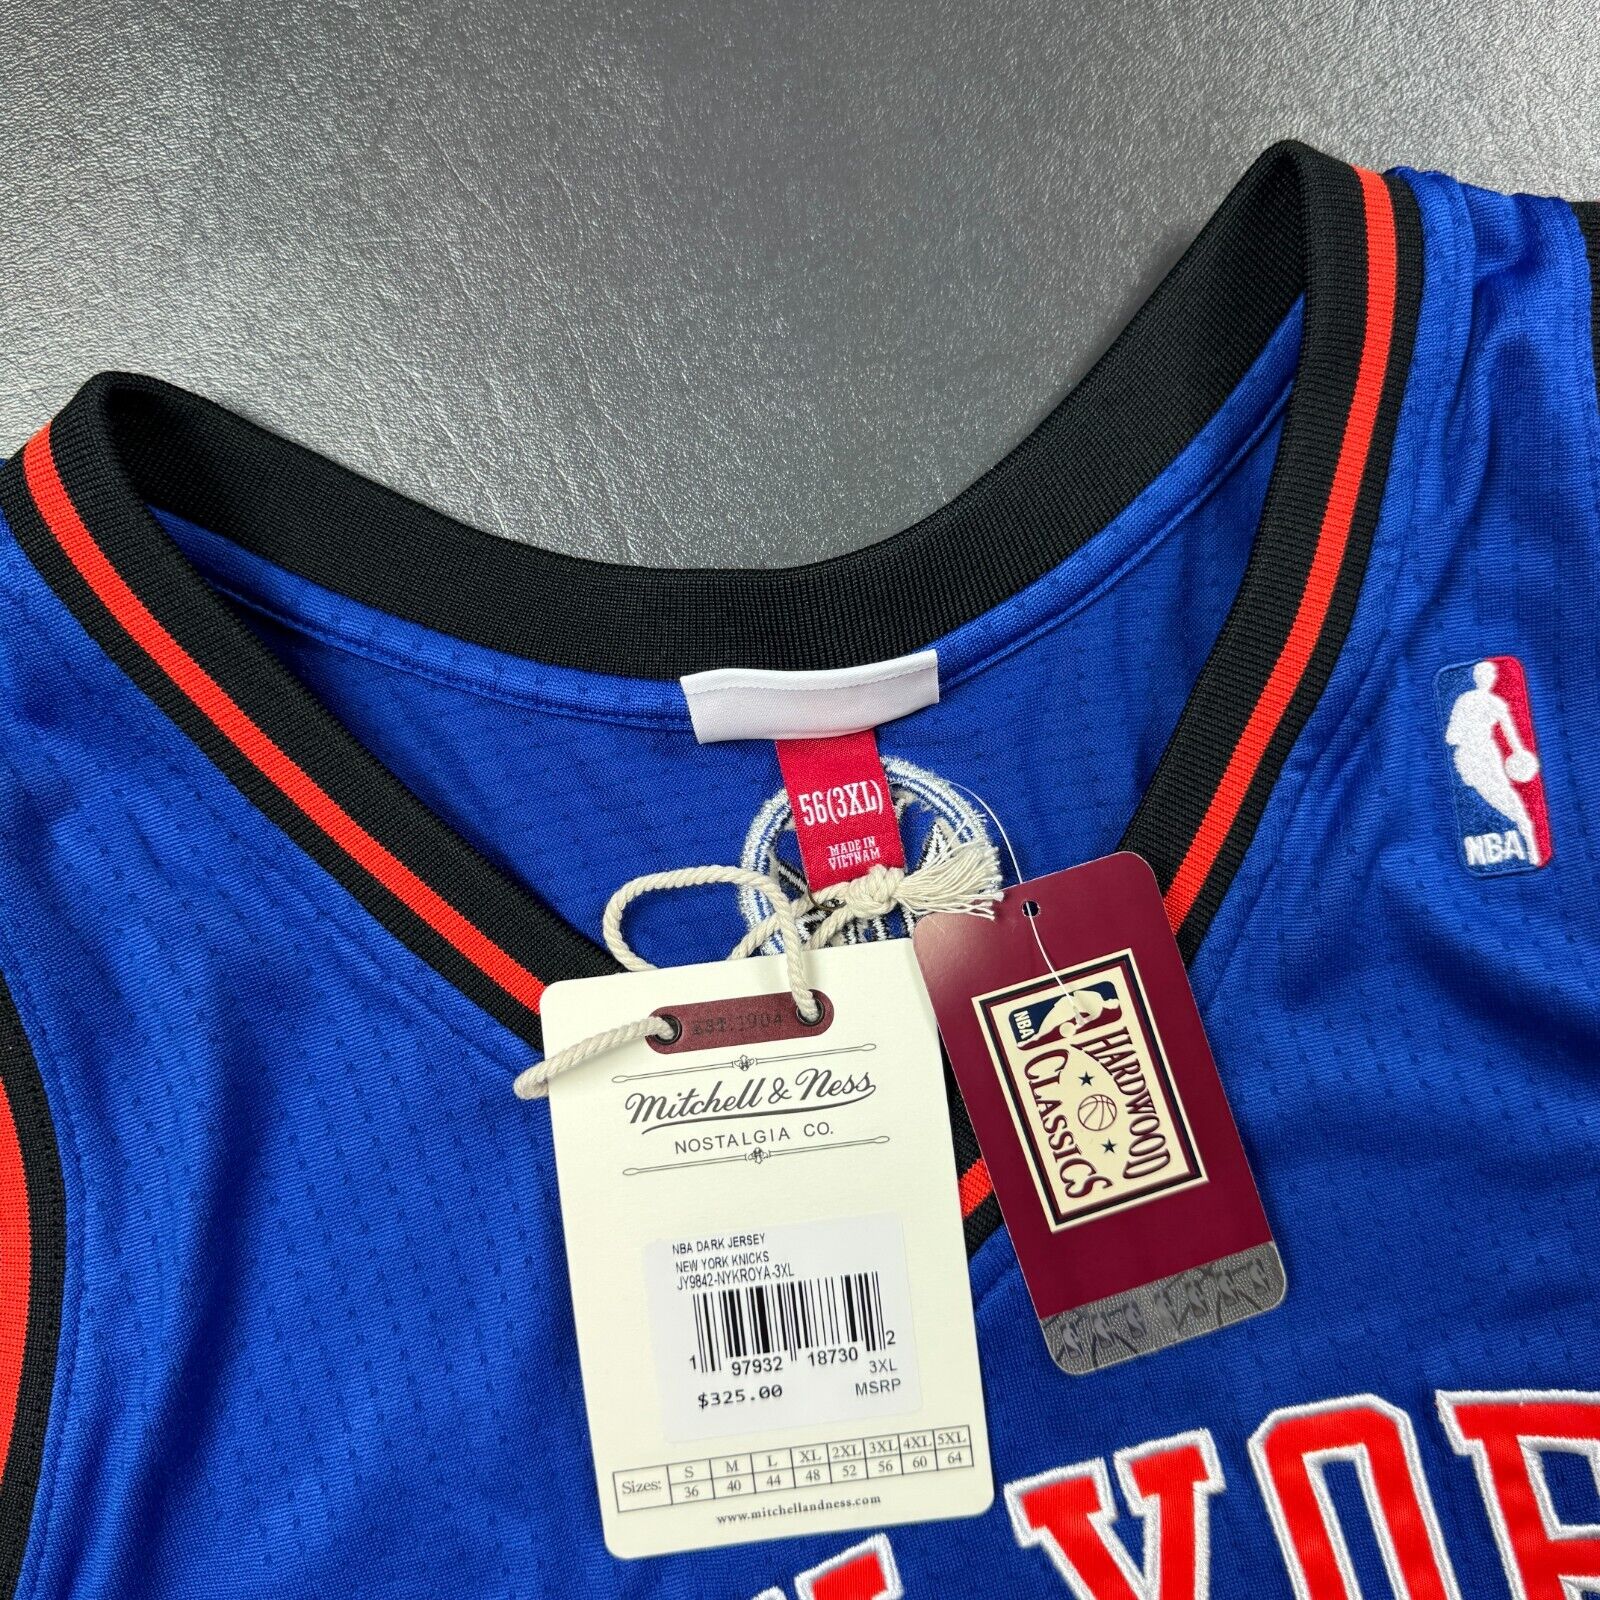 56(3XL)
MADE IN
VIETNAM
NBA
EST. 1904
Mitchell & Ness
NOSTALGIA CO.
NBA DARK JERSEY
NEW YORK KNICKS
JY9842-NYKROYA-3XL
1 97932 18730 2
3XL
$325.00 MSRP
Sizes: S M L XL 2XL 3XL 4XL 5XL
36 40 44 48 52 56 60 64
www.mitchellandness.com
NBA
HARDWOOD
CLASSICS
YOR